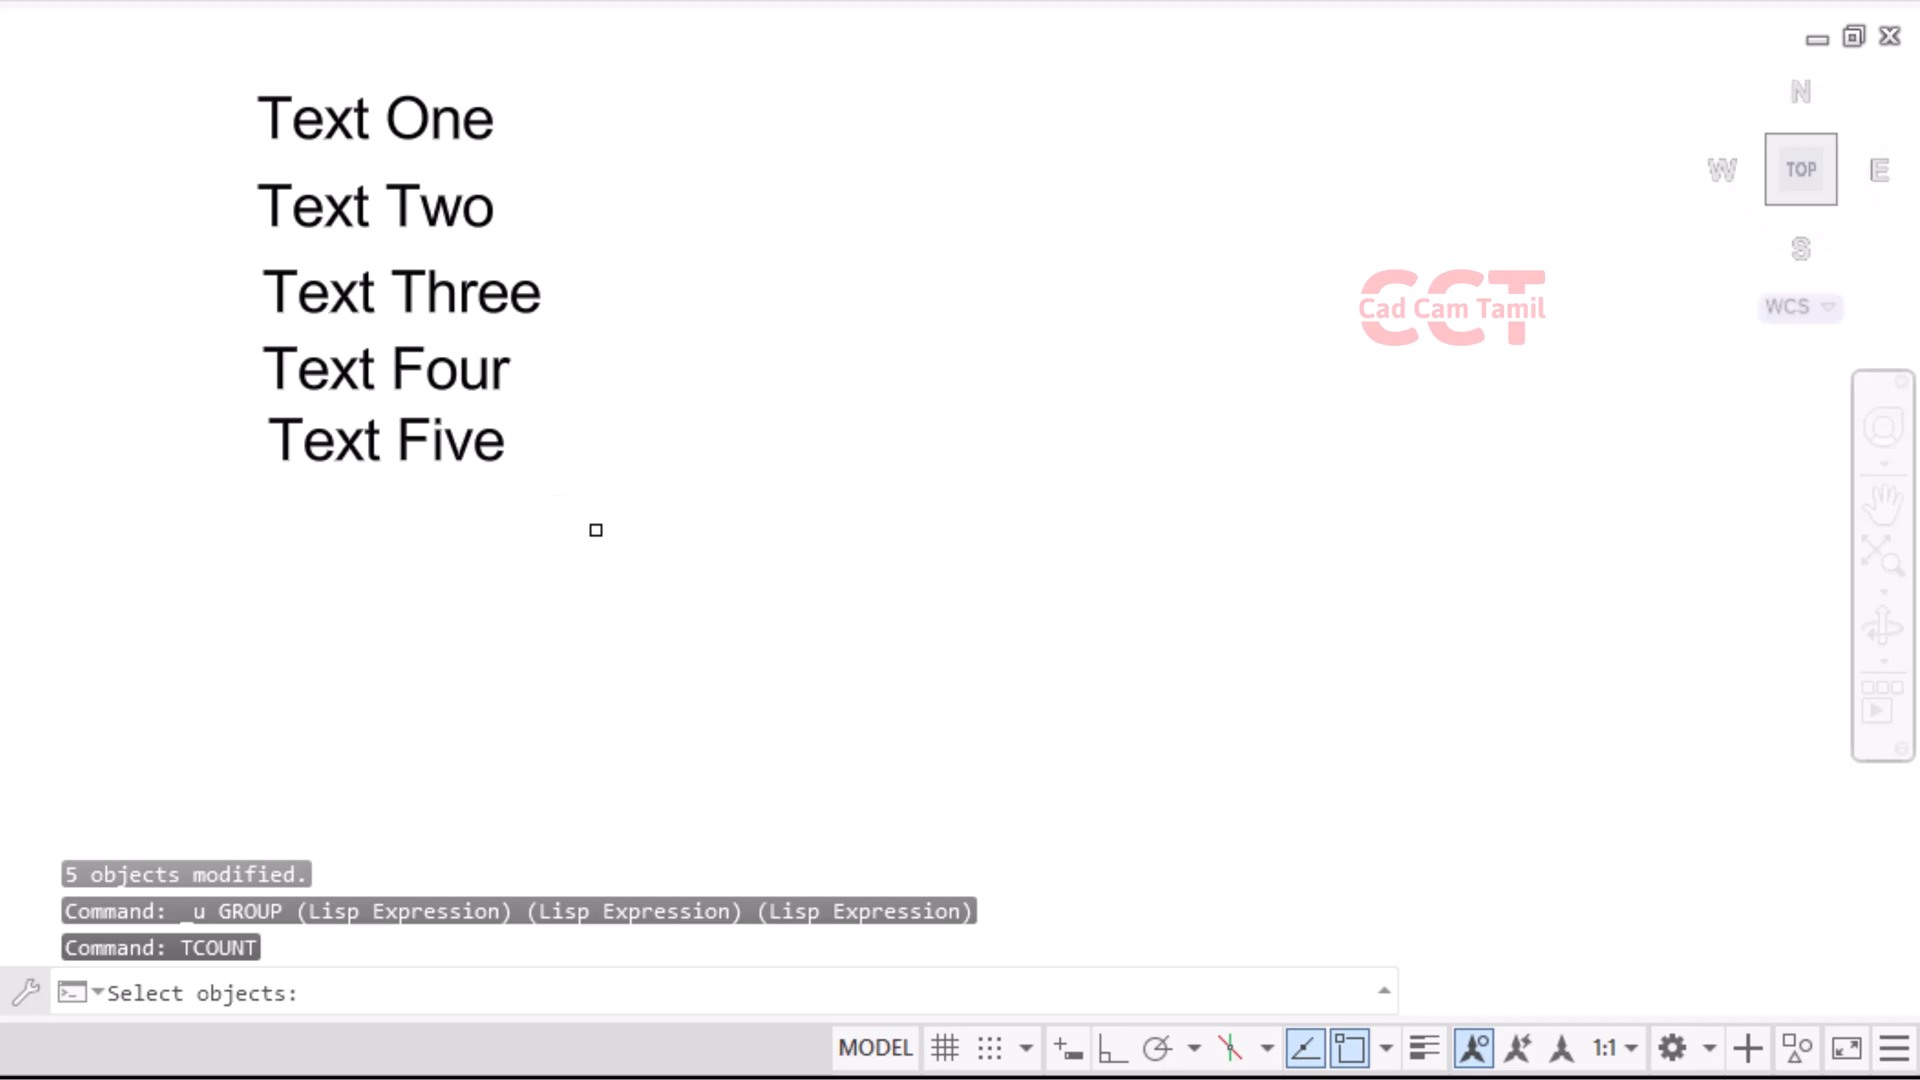 Text One
Text Two
Text Three
Text Four
Text Five
N
W
TOP
E
S
WCS
CCT
Cad Cam Tamil
5 objects modified.
Command: _u GROUP (Lisp Expression) (Lisp Expression) (Lisp Expression)
Command: TCOUNT
Select objects:
MODEL
1:1